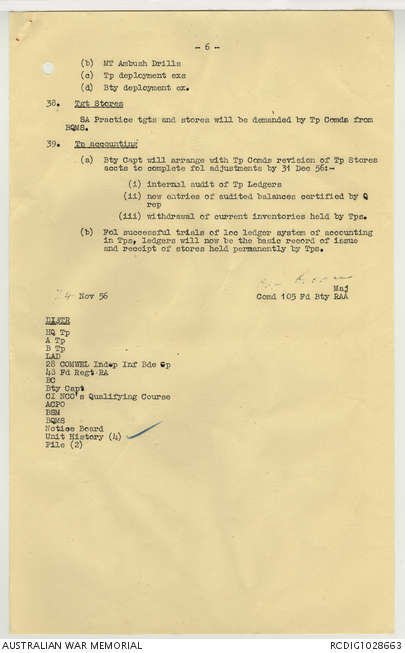 - 6 -
(b) MT Ambush Drills
(c) Tp deployment exs
(d) Bty deployment ex.
38. Tgt Stores
SA Practice tgts and stores will be demanded by Tp Comds from
BQMS.
39. Tp accounting
(a) Bty Capt will arrange with Tp Comds revision of Tp Stores
accts to complete fol adjustments by 31 Dec 56:-
(i) internal audit of Tp Ledgers
(ii) new entries of audited balances certified by Q
rep
(iii) withdrawal of current inventories held by Tps.
(b) Fol successful trials of loc ledger system of accounting
in Tps, ledgers will now be the basic record of issue
and receipt of stores held permanently by Tps.
24 Nov 56
Maj
Comd 105 Fd Bty RAA
DISTR
HQ Tp
A Tp
B Tp
LAD
28 COMWEL Indep Inf Bde Gp
48 Fd Regt RA
BC
Bty Capt
CI NCO's Qualifying Course
ACPO
BSM
BQMS
Notice Board
Unit History (4)
File (2)
AUSTRALIAN WAR MEMORIAL
RCDIG1028663